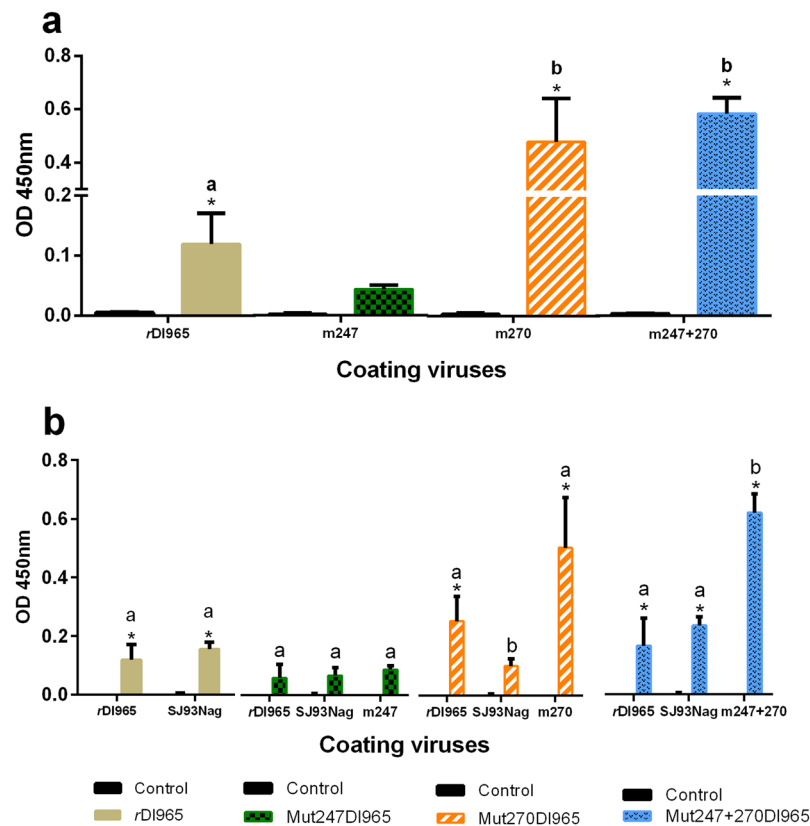 a
OD 450nm
0.8
0.6
0.4
0.2
0.1
0.0
a
*
b
*
b
*
rDI965 m247 m270 m247+270
Coating viruses
b
OD 450nm
0.8
0.6
0.4
0.2
0.0
a
*
a
*
a
a
a
a
*
b
*
a
*
a
*
a
*
b
*
rDI965 SJ93Nag rDI965 SJ93Nag m247 rDI965 SJ93Nag m270 rDI965 SJ93Nag m247+270
Coating viruses
Control Control Control Control
rDI965 Mut247DI965 Mut270DI965 Mut247+270DI965